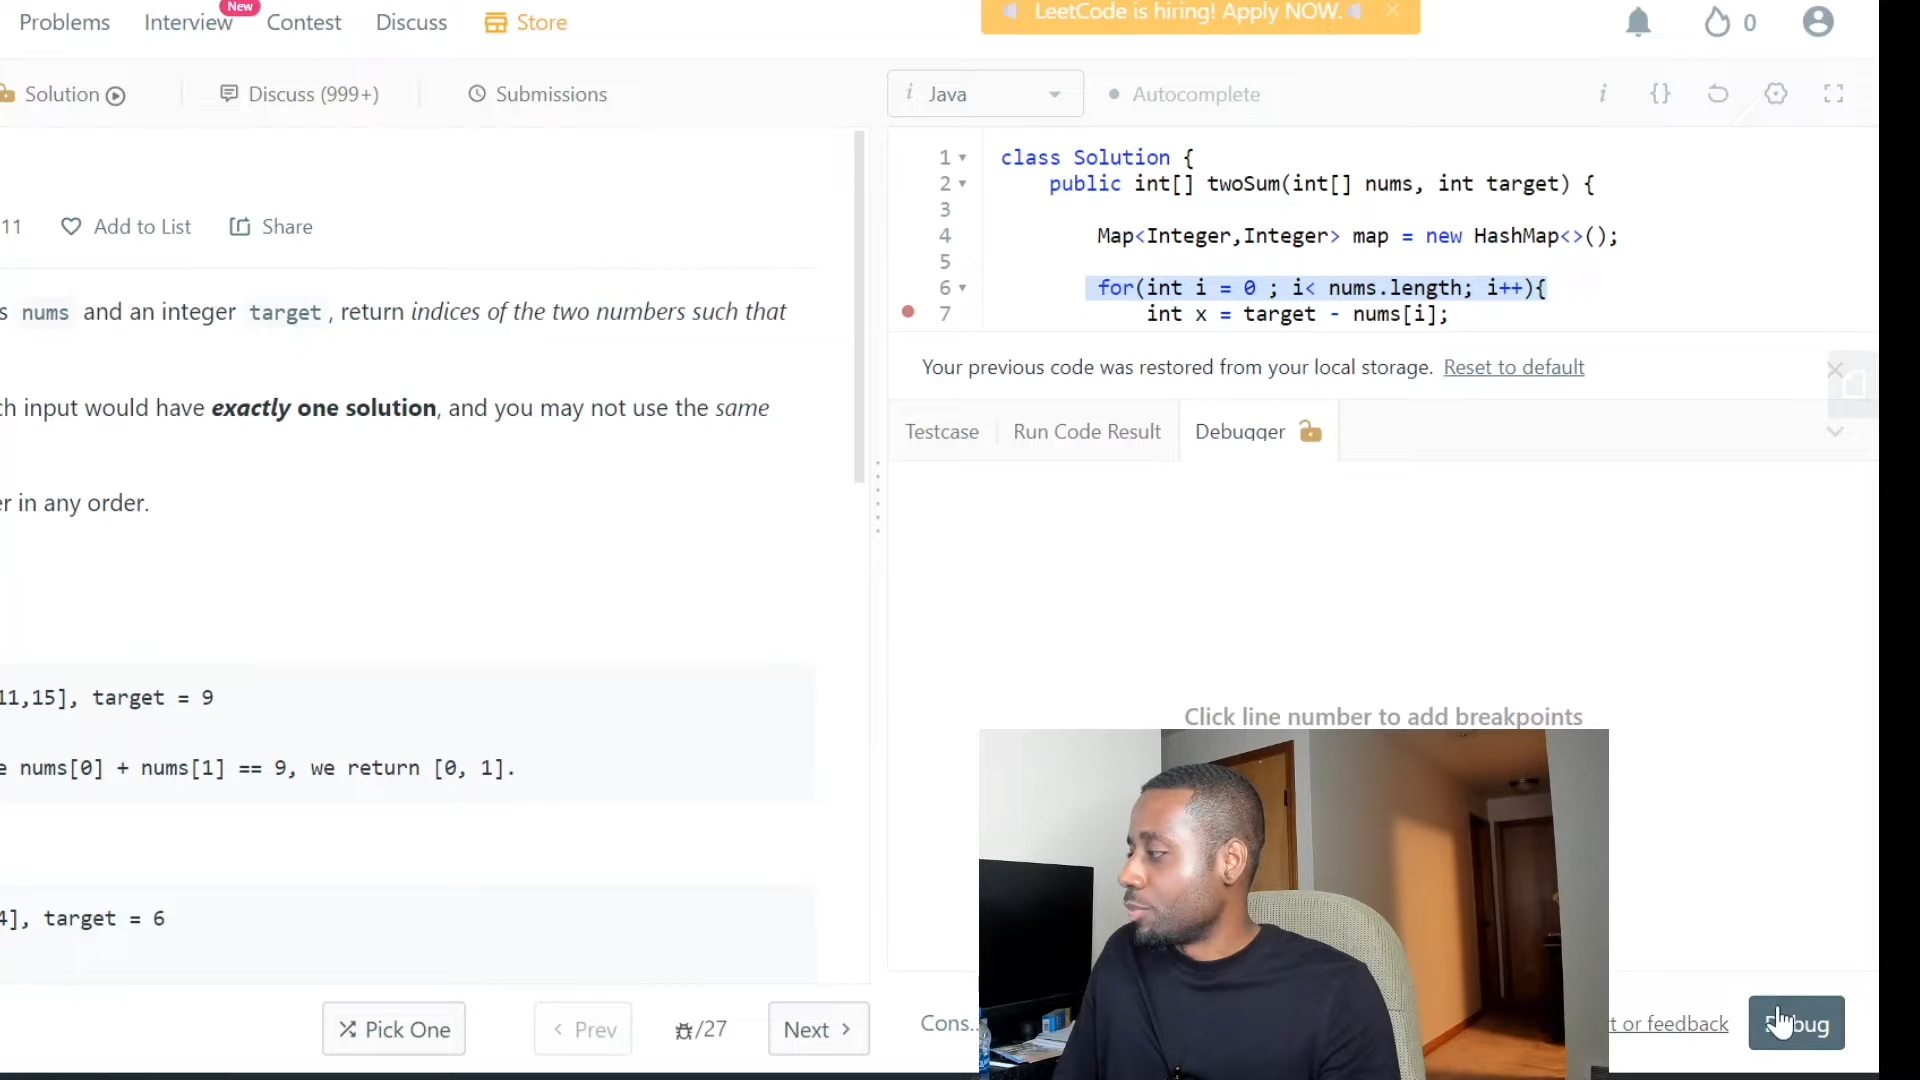 Problems
Interview
New
Contest
Discuss
Store
LeetCode is hiring! Apply NOW.
0
Solution
Discuss (999+)
Submissions
i Java
Autocomplete
i
{}
11
Add to List
Share
s nums and an integer target, return indices of the two numbers such that
ch input would have exactly one solution, and you may not use the same
er in any order.
11,15], target = 9
e nums[0] + nums[1] == 9, we return [0, 1].
4], target = 6
Pick One
Prev
/27
Next
1 class Solution {
2 public int[] twoSum(int[] nums, int target) {
3
4 Map<Integer,Integer> map = new HashMap<>();
5
6 for(int i = 0 ; i< nums.length; i++){
7 int x = target - nums[i];
Your previous code was restored from your local storage. Reset to default
Testcase
Run Code Result
Debugger
Click line number to add breakpoints
Cons..
t or feedback